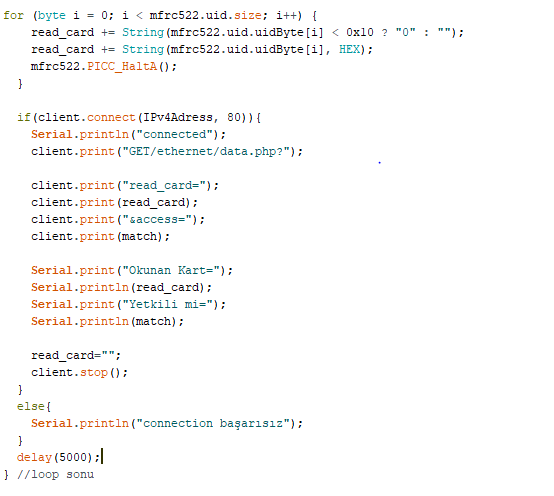 for (byte i = 0; i < mfrc522.uid.size; i++) {
read_card += String(mfrc522.uid.uidByte[i] < 0x10 ? "0" : "");
read_card += String(mfrc522.uid.uidByte[i], HEX);
mfrc522.PICC_HaltA();
}
if(client.connect(IPv4Adress, 80)){
Serial.println("connected");
client.print("GET/ethernet/data.php?");
client.print("read_card=");
client.print(read_card);
client.print("&access=");
client.print(match);
Serial.print("Okunan Kart=");
Serial.println(read_card);
Serial.print("Yetkili mi=");
Serial.println(match);
read_card="";
client.stop();
}
else{
Serial.println("connection başarısız");
}
delay(5000);
} //loop sonu